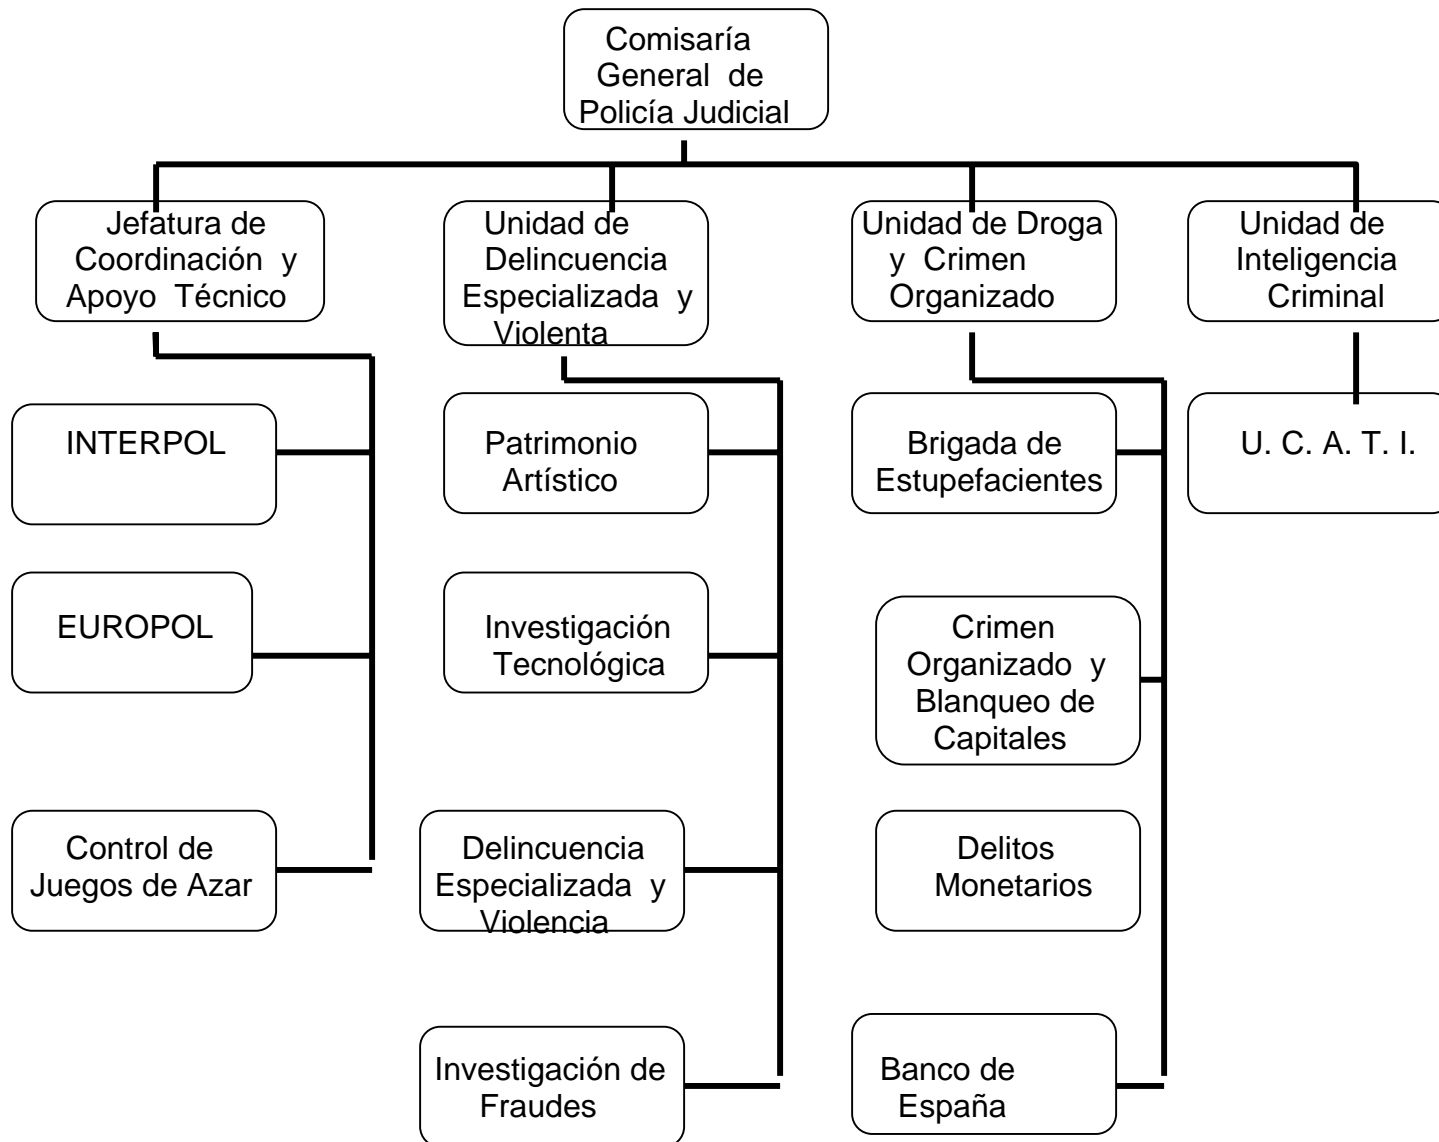 Comisaría
General de
Policía Judicial
Jefatura de
Coordinación y
Apoyo Técnico
Unidad de
Delincuencia
Especializada y
Violenta
Unidad de Droga
y Crimen
Organizado
Unidad de
Inteligencia
Criminal
INTERPOL
Patrimonio
Artístico
Brigada de
Estupefacientes
U. C. A. T. I.
EUROPOL
Investigación
Tecnológica
Crimen
Organizado y
Blanqueo de
Capitales
Control de
Juegos de Azar
Delincuencia
Especializada y
Violencia
Delitos
Monetarios
Investigación de
Fraudes
Banco de
España